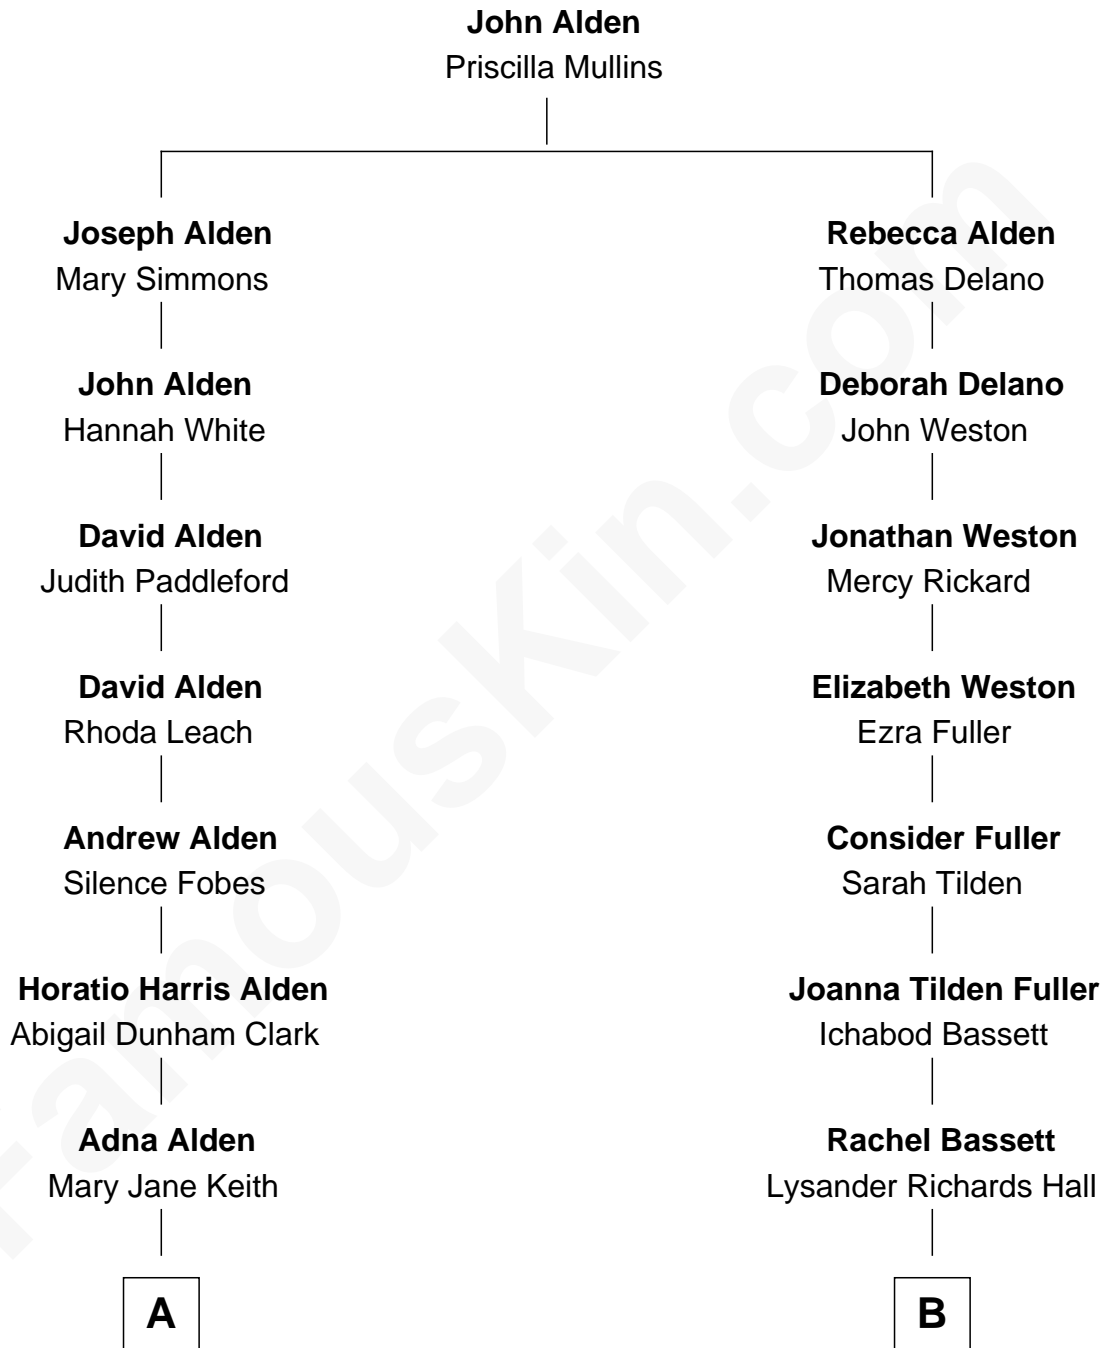 John Alden
Priscilla Mullins
Joseph Alden
Mary Simmons
Rebecca Alden
Thomas Delano
John Alden
Hannah White
Deborah Delano
John Weston
David Alden
Judith Paddleford
Jonathan Weston
Mercy Rickard
David Alden
Rhoda Leach
Elizabeth Weston
Ezra Fuller
Andrew Alden
Silence Fobes
Consider Fuller
Sarah Tilden
Horatio Harris Alden
Abigail Dunham Clark
Joanna Tilden Fuller
Ichabod Bassett
Adna Alden
Mary Jane Keith
Rachel Bassett
Lysander Richards Hall
A
B
FamousKin.com